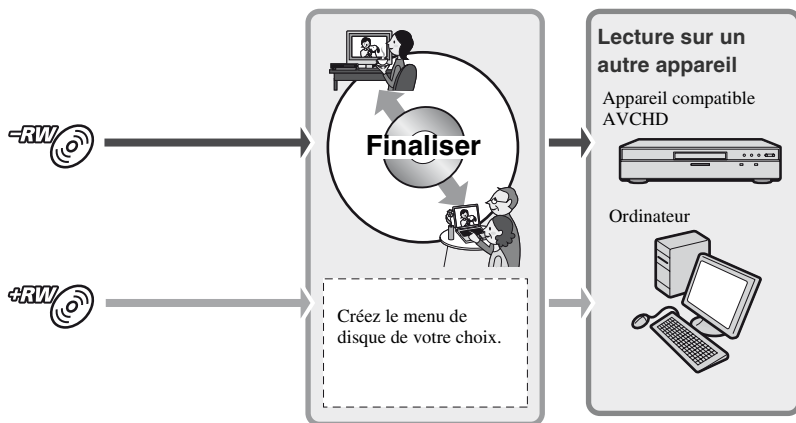 -RW
Finaliser
+RW
Créez le menu de
disque de votre choix.
Lecture sur un
autre appareil
Appareil compatible
AVCHD
Ordinateur